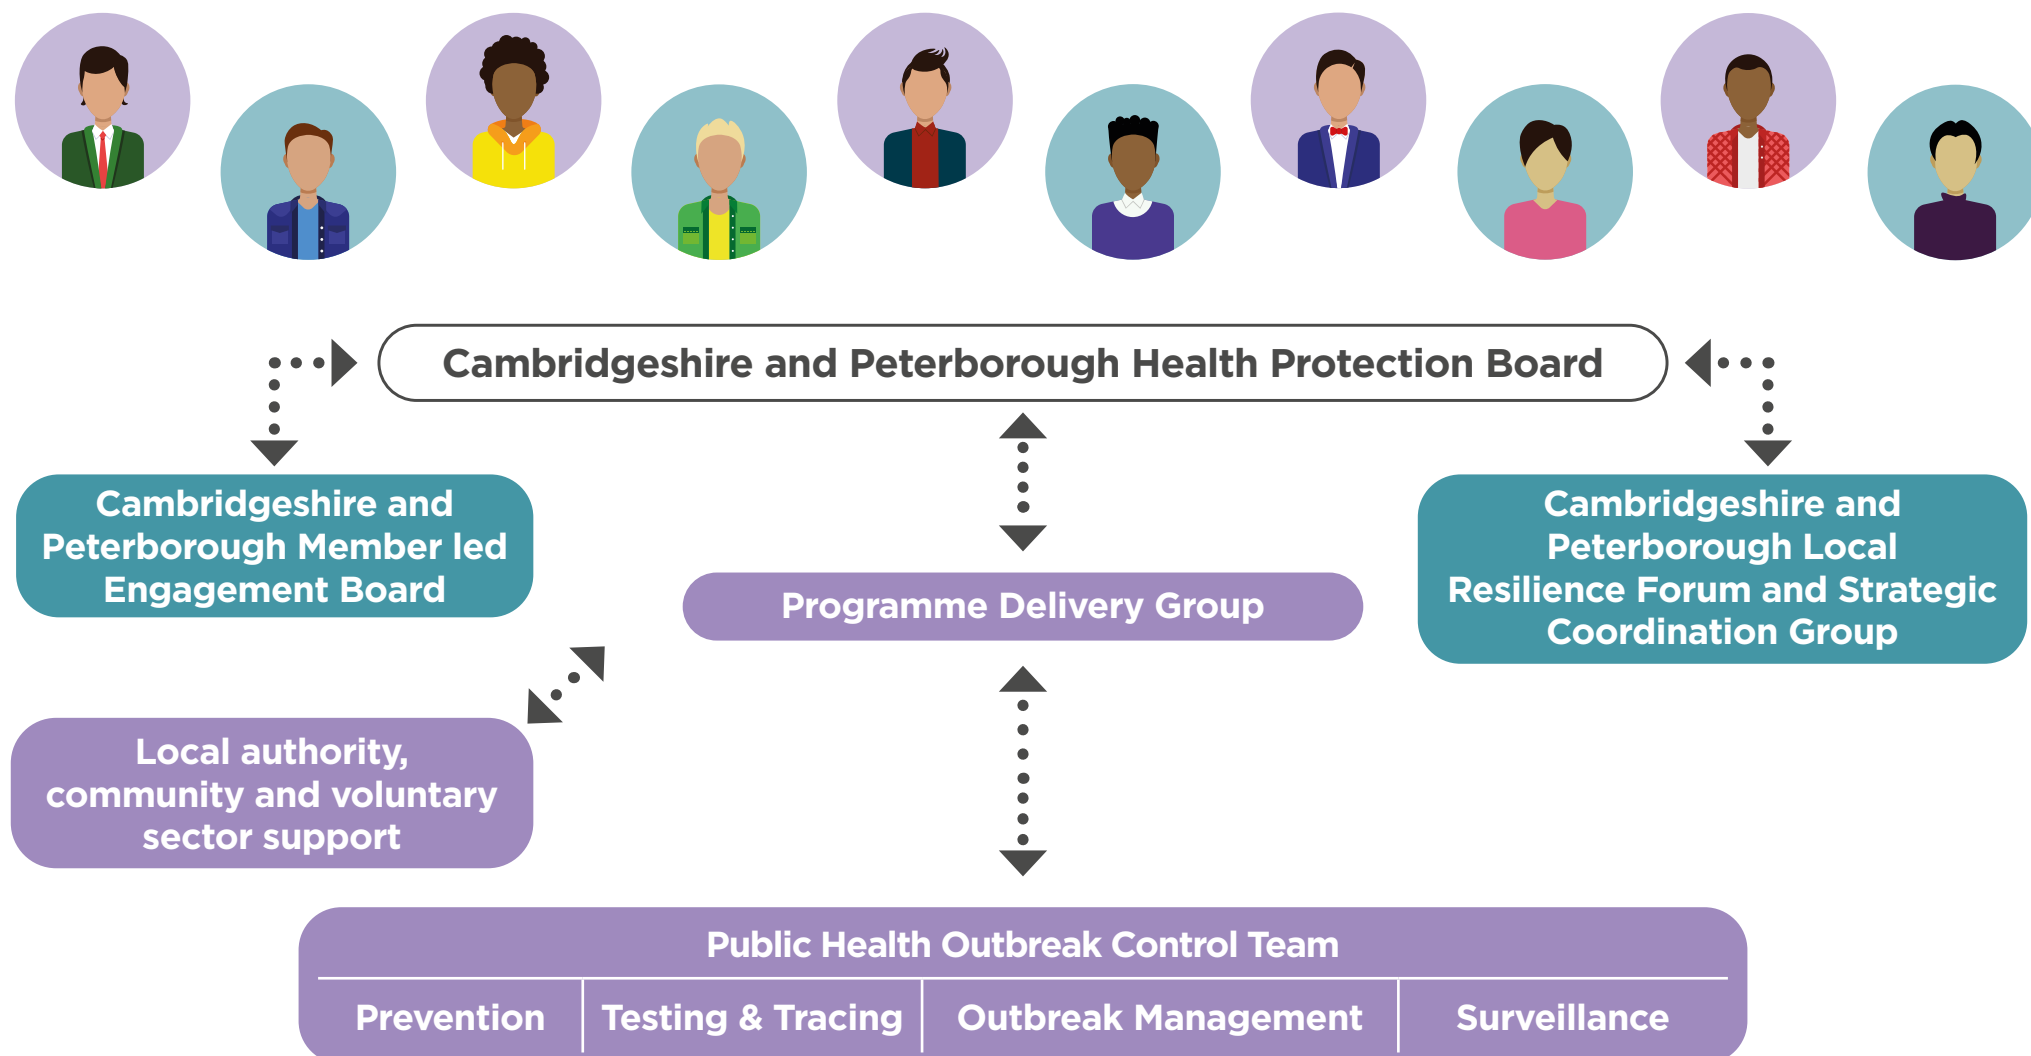 Cambridgeshire and Peterborough Health Protection Board
Cambridgeshire and
Peterborough Member led
Engagement Board
Programme Delivery Group
Cambridgeshire and
Peterborough Local
Resilience Forum and Strategic
Coordination Group
Local authority,
community and voluntary
sector support
Public Health Outbreak Control Team
Prevention
Testing & Tracing
Outbreak Management
Surveillance